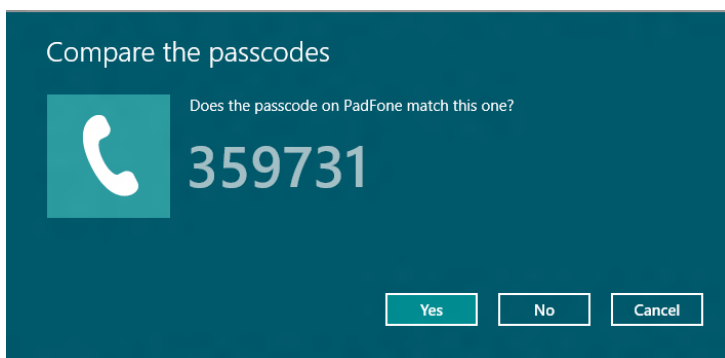 Compare the passcodes
Does the passcode on PadFone match this one?
359731
Yes No Cancel